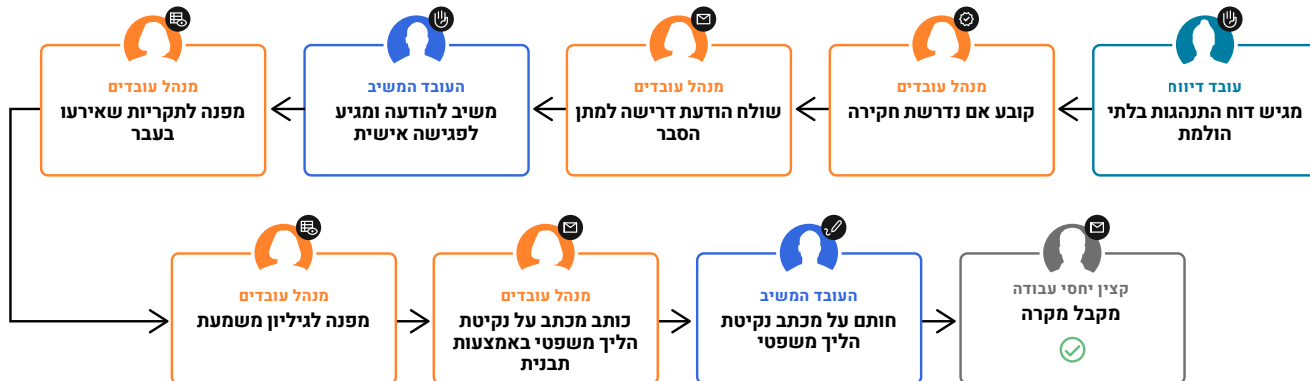 עובד דיווח
מגיש דוח התנהגות בלתי
הולמת
מנהל עובדים
קובע אם נדרשת חקירה
מנהל עובדים
שולח הודעת דרישה למתן
הסבר
העובד המשיב
משיב להודעה ומגיע
לפגישה אישית
מנהל עובדים
מפנה לתקריות שאירעו
בעבר
מנהל עובדים
מפנה לגיליון משמעת
מנהל עובדים
כותב מכתב על נקיטת
הליך משפטי באמצעות
תבנית
העובד המשיב
חותם על מכתב נקיטת
הליך משפטי
קצין יחסי עבודה
מקבל מקרה